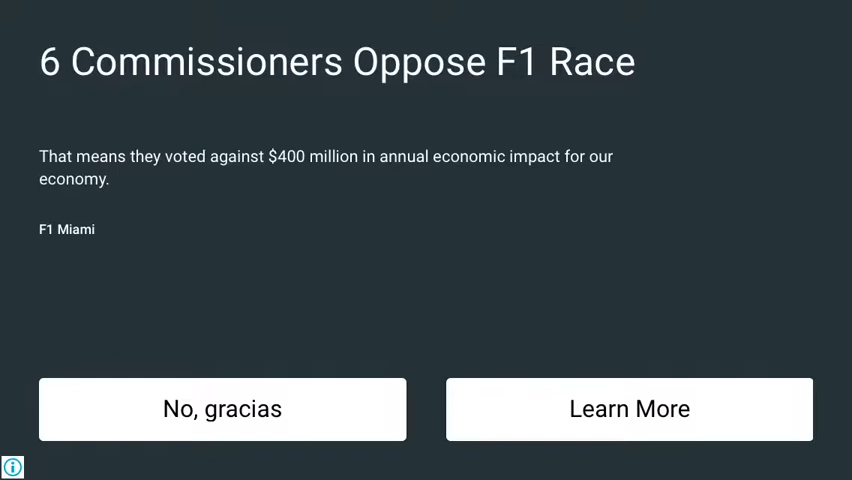 6 Commissioners Oppose F1 Race
That means they voted against $400 million in annual economic impact for our
economy.
F1 Miami
No, gracias
Learn More